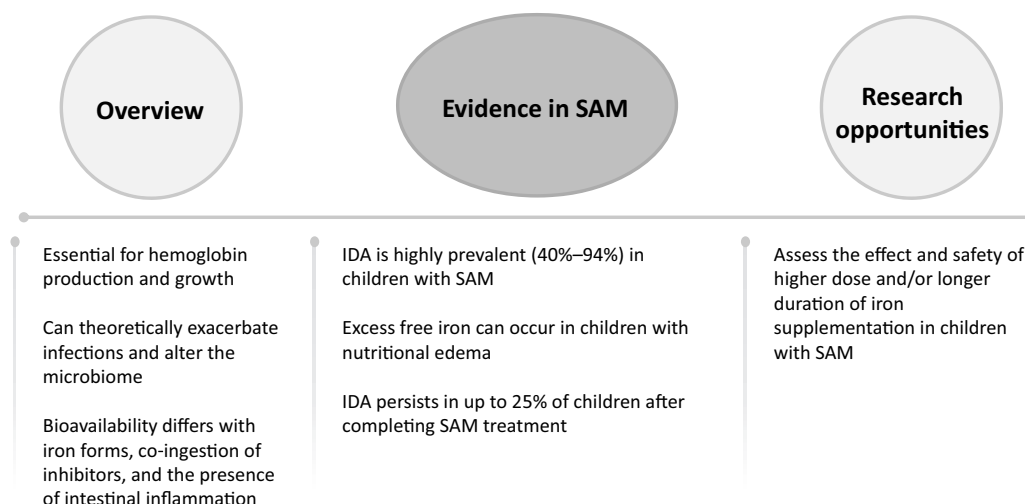 Overview
Evidence in SAM
Research
opportunities
Essential for hemoglobin
production and growth
Can theoretically exacerbate
infections and alter the
microbiome
Bioavailability differs with
iron forms, co-ingestion of
inhibitors, and the presence
of intestinal inflammation
IDA is highly prevalent (40%–94%) in
children with SAM
Excess free iron can occur in children with
nutritional edema
IDA persists in up to 25% of children after
completing SAM treatment
Assess the effect and safety of
higher dose and/or longer
duration of iron
supplementation in children
with SAM